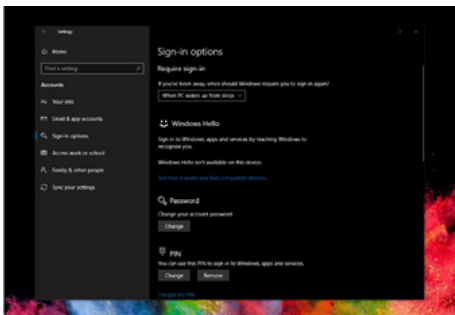 Settings
Home
Find a setting
Accounts
Your info
Email & app accounts
Sign-in options
Access work or school
Family & other people
Sync your settings
Sign-in options
Require sign-in
If you've been away, when should Windows require you to sign in again?
When PC wakes up from sleep
Windows Hello
Sign in to Windows, apps and services by teaching Windows to
recognize you.
Windows Hello isn't available on this device.
See how it works and find compatible devices.
Password
Change your account password
Change
PIN
You can use this PIN to sign in to Windows, apps and services.
Change Remove
I forgot my PIN